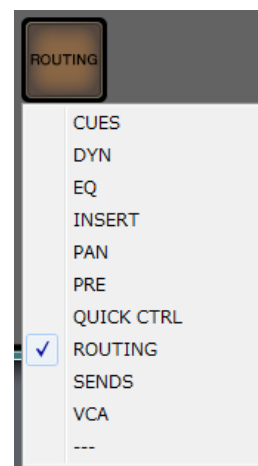 ROUTING
CUES
DYN
EQ
INSERT
PAN
PRE
QUICK CTRL
ROUTING
SENDS
VCA
---